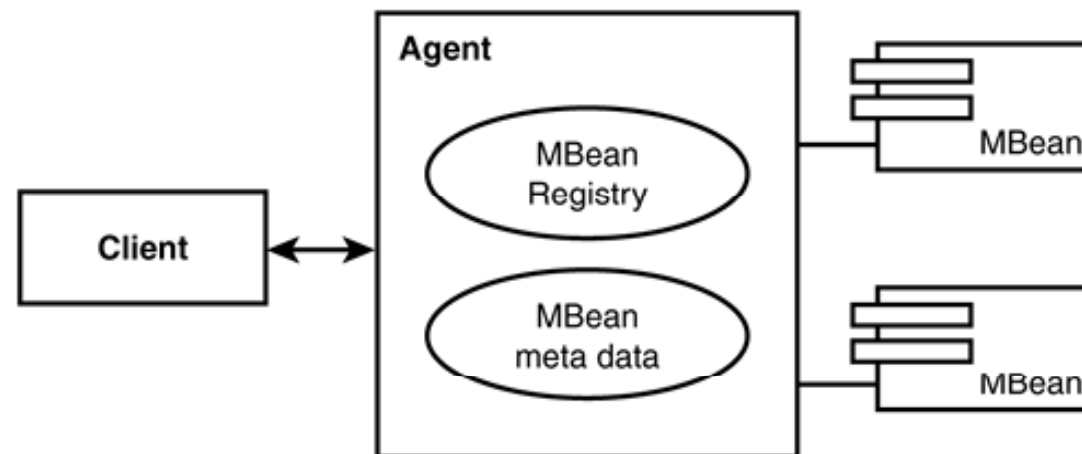 Agent
MBean
Registry
MBean
Client
MBean
meta data
MBean